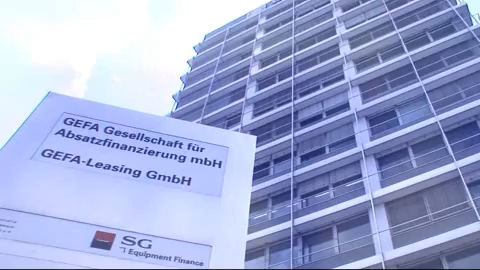 GEFA Gesellschaft für
Absatzfinanzierung mbH
GEFA-Leasing GmbH
SG
Equipment Finance